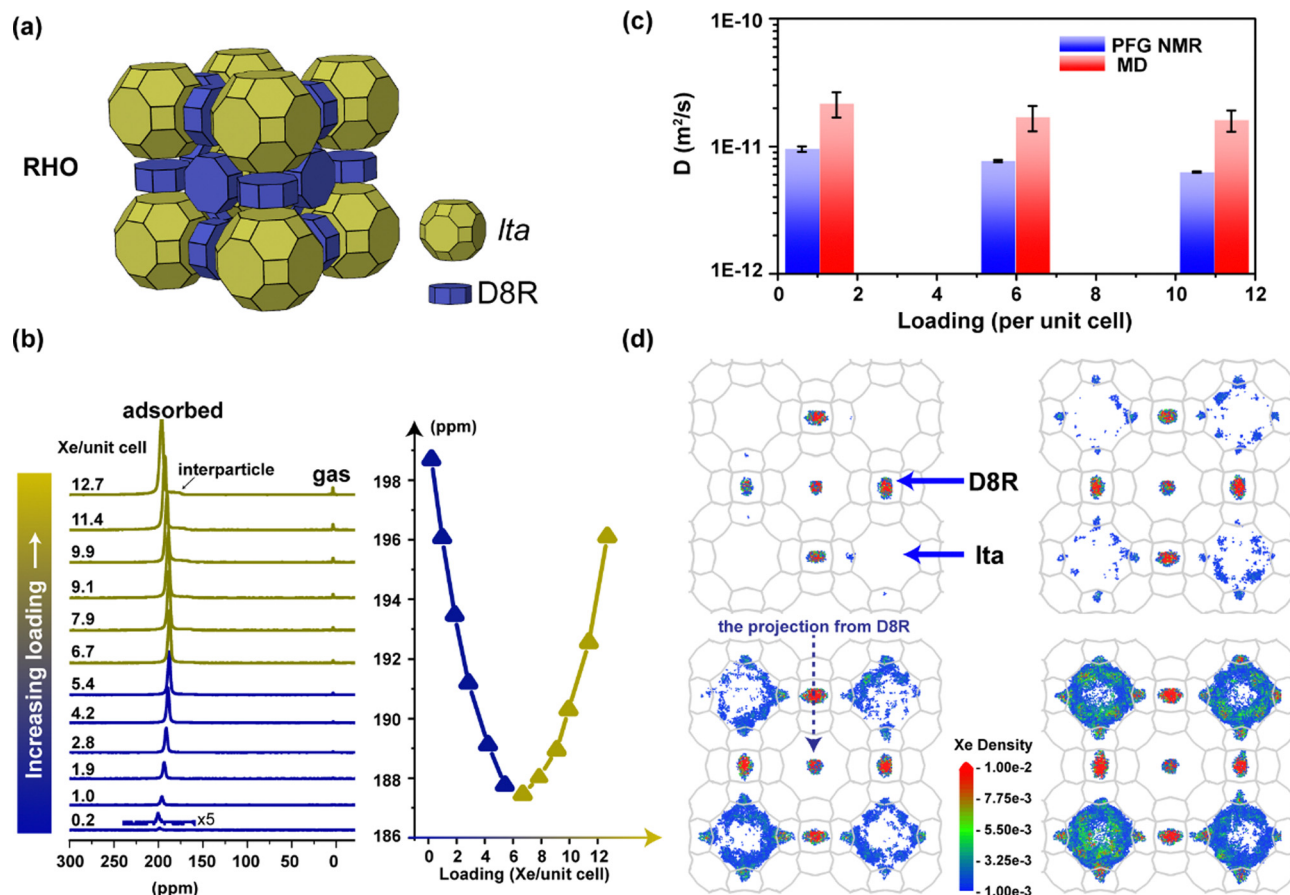 (a)
RHO
lta
D8R
(b)
adsorbed
Xe/unit cell
interparticle
gas
12.7
11.4
9.9
9.1
7.9
6.7
5.4
4.2
2.8
1.9
1.0
0.2
x5
Increasing loading →
300 250 200 150 100 50 0
(ppm)
(ppm)
198
196
194
192
190
188
186
0 2 4 6 8 10 12
Loading (Xe/unit cell)
(c)
1E-10
1E-11
1E-12
D (m²/s)
PFG NMR
MD
0 2 4 6 8 10 12
Loading (per unit cell)
(d)
D8R
lta
the projection from D8R
Xe Density
- 1.00e-2
- 7.75e-3
- 5.50e-3
- 3.25e-3
- 1.00e-3